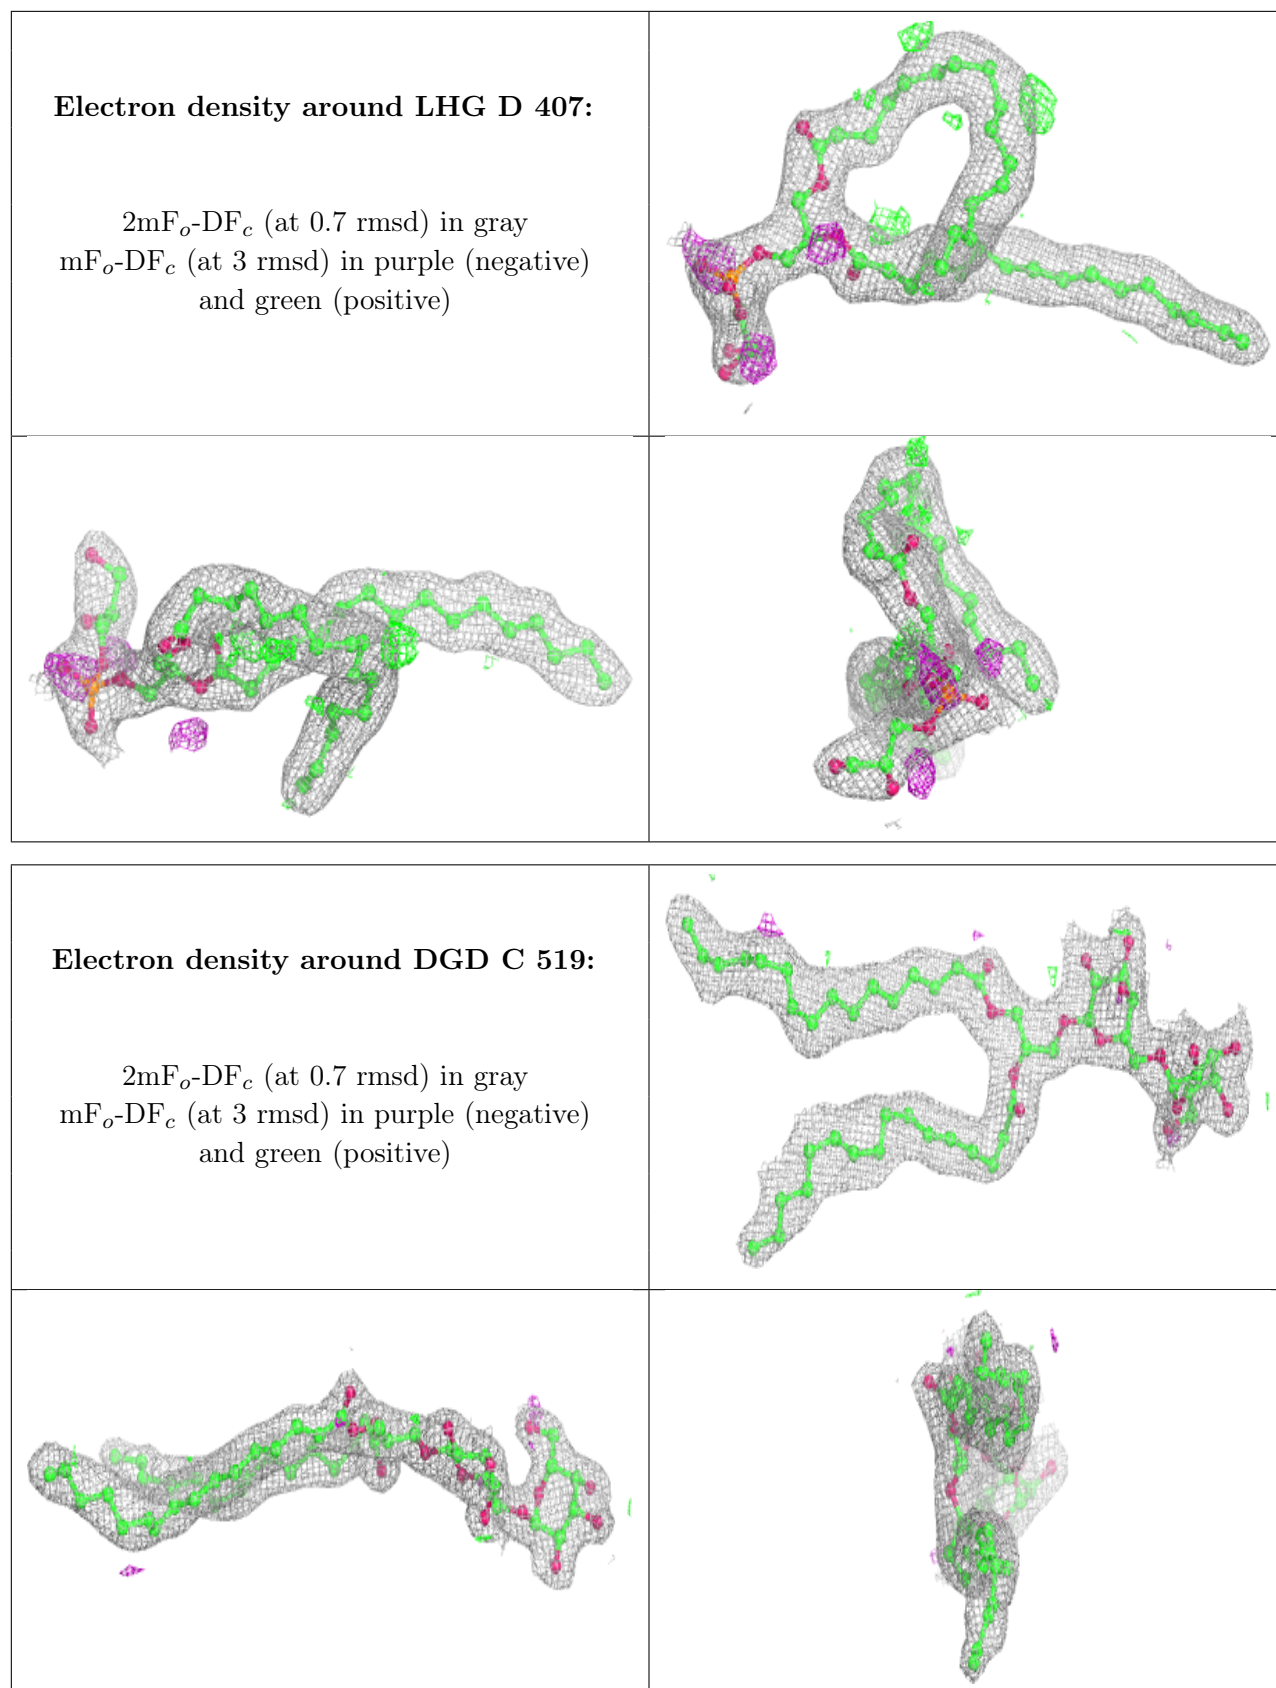 Electron density around LHG D 407:
2mFo-DFc (at 0.7 rmsd) in gray
mFo-DFc (at 3 rmsd) in purple (negative)
and green (positive)
Electron density around DGD C 519:
2mFo-DFc (at 0.7 rmsd) in gray
mFo-DFc (at 3 rmsd) in purple (negative)
and green (positive)